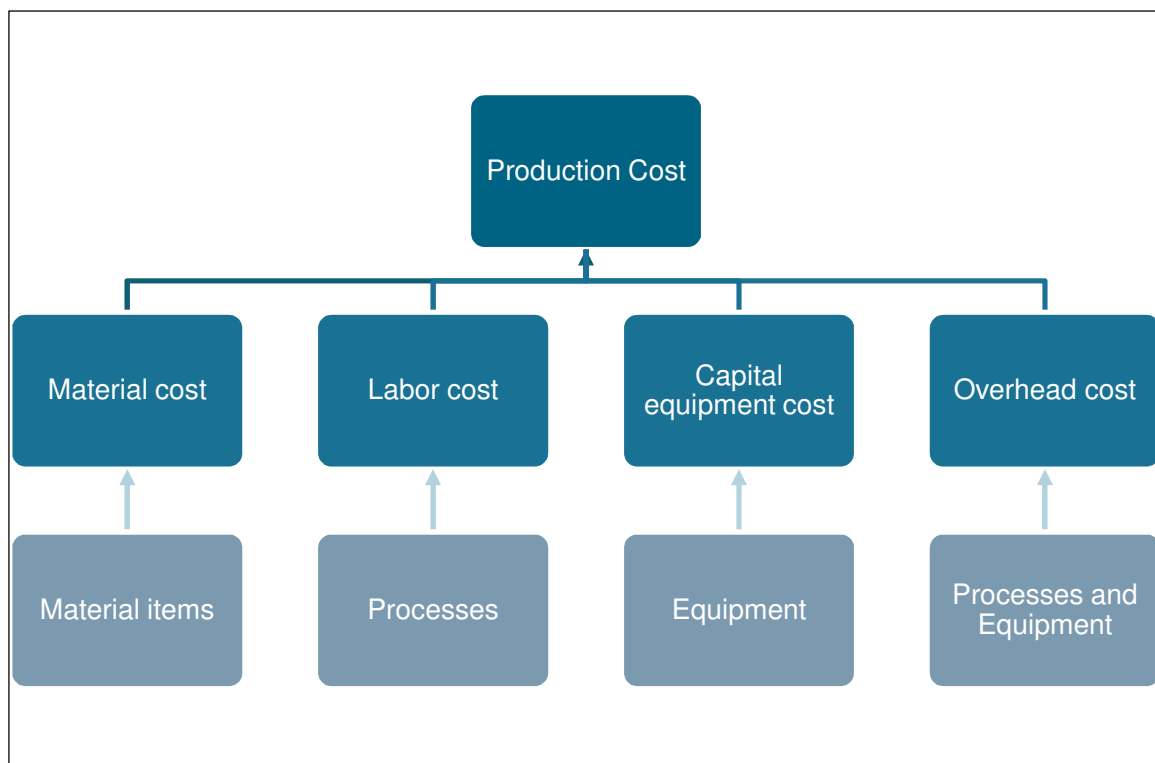 Production Cost
Material cost
Labor cost
Capital
equipment cost
Overhead cost
Material items
Processes
Equipment
Processes and
Equipment